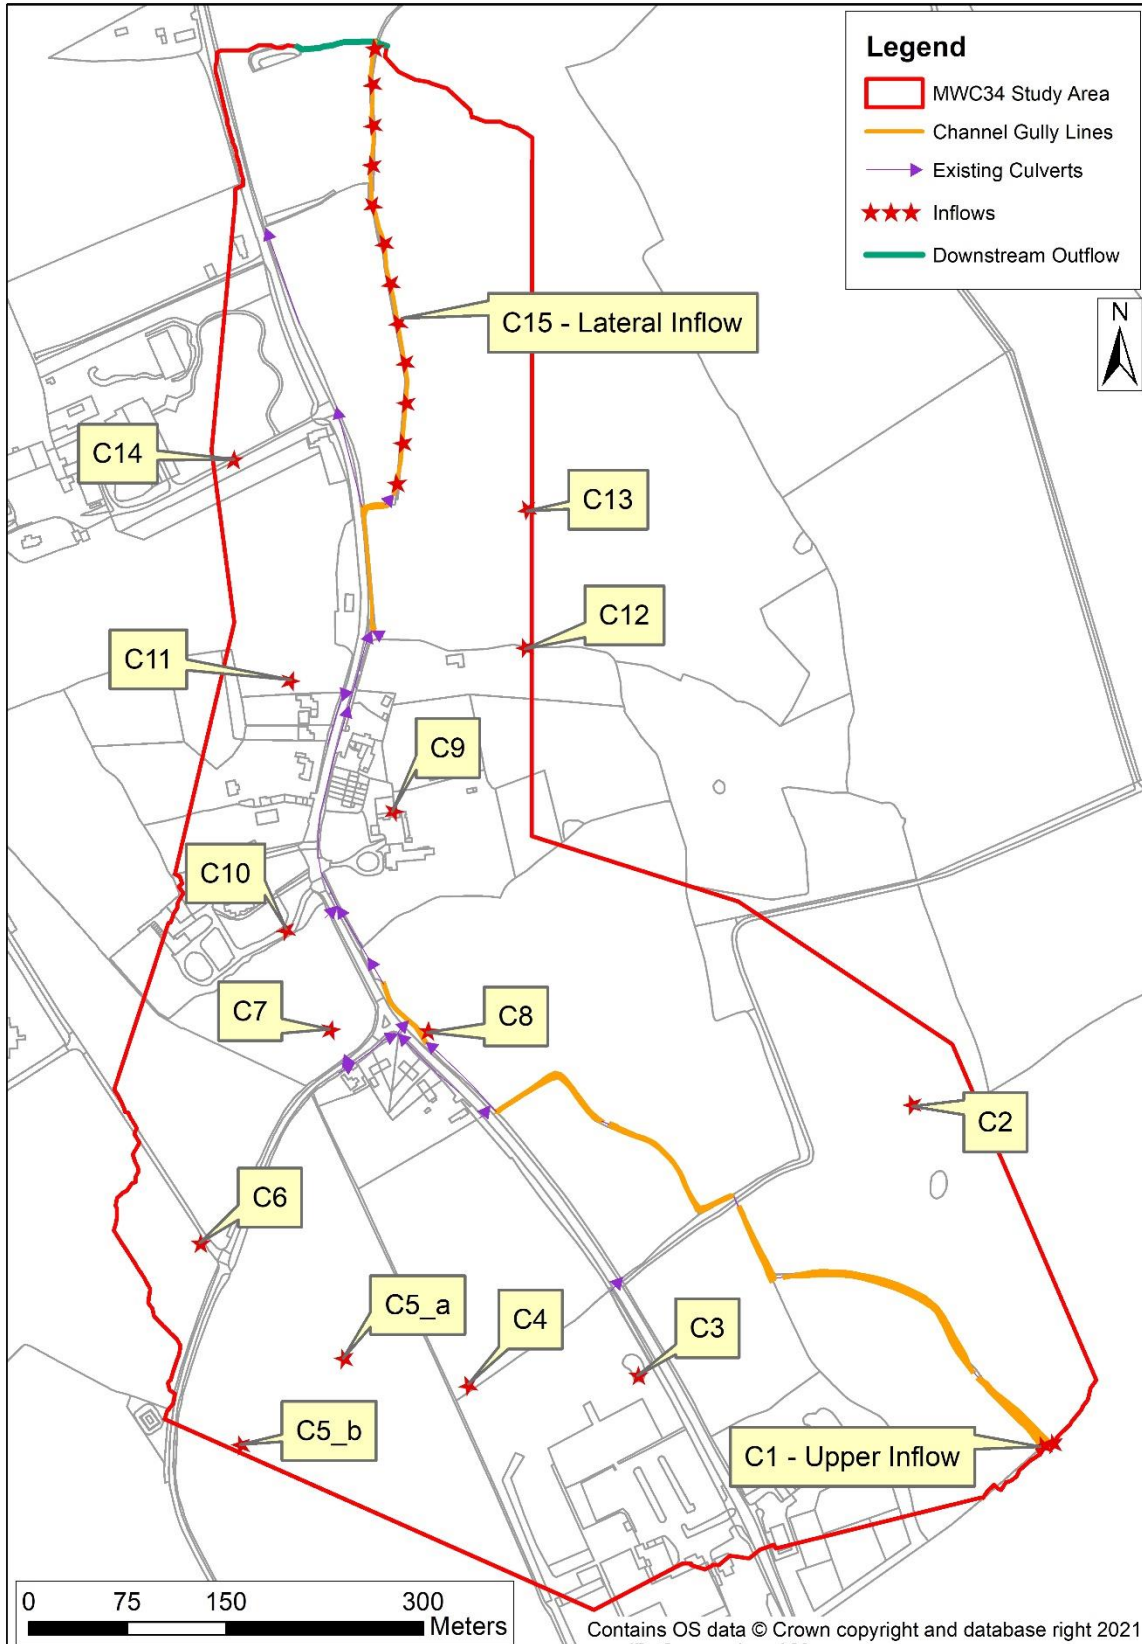 Legend
MWC34 Study Area
Channel Gully Lines
Existing Culverts
Inflows
Downstream Outflow
N
C15 - Lateral Inflow
C14
C13
C12
C11
C9
C10
C7
C8
C2
C6
C5_a
C4
C3
C5_b
C1 - Upper Inflow
0 75 150 300
Meters
Contains OS data © Crown copyright and database right 2021